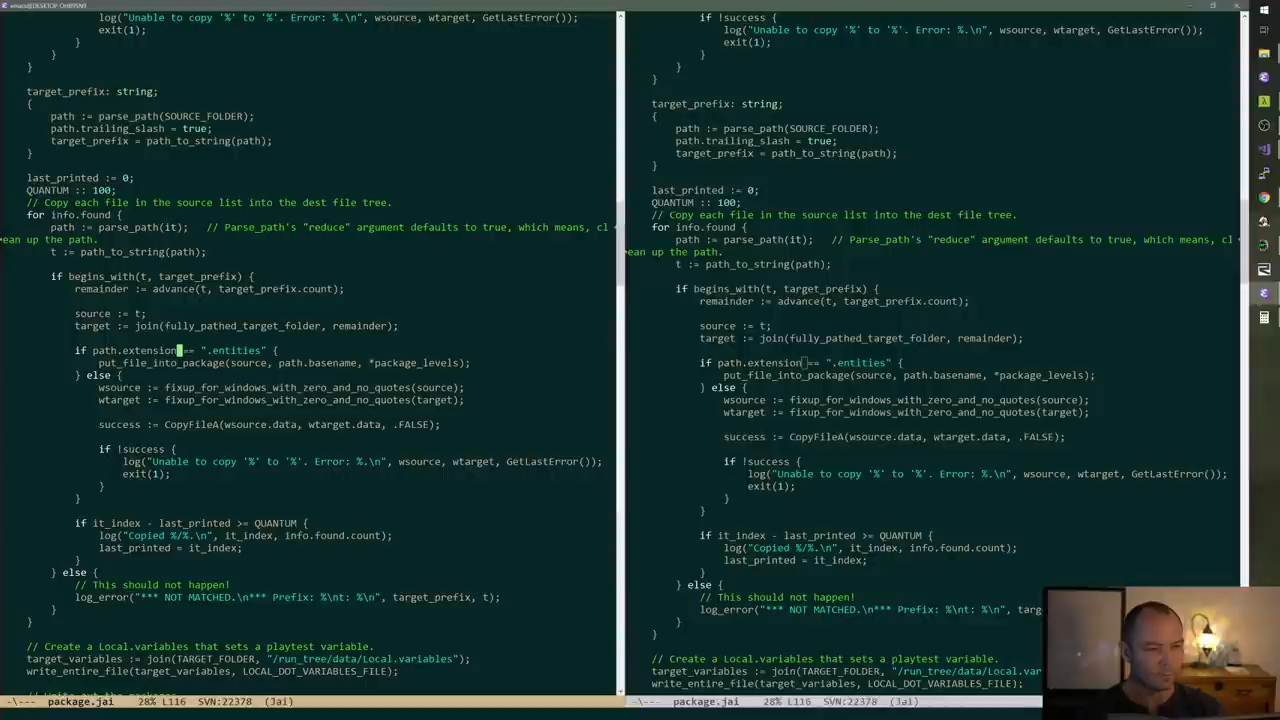 emacs@DESKTOP-OHB9SN9
log("Unable to copy '%' to '%'. Error: %.\n", wsource, wtarget, GetLastError());
exit(1);
}
}
}
target_prefix: string;
{
path := parse_path(SOURCE_FOLDER);
path.trailing_slash = true;
target_prefix = path_to_string(path);
}
last_printed := 0;
QUANTUM :: 100;
// Copy each file in the source list into the dest file tree.
for info.found {
path := parse_path(it);   // Parse_path's "reduce" argument defaults to true, which means, cl
ean up the path.
t := path_to_string(path);
if begins_with(t, target_prefix) {
remainder := advance(t, target_prefix.count);
source := t;
target := join(fully_pathed_target_folder, remainder);
if path.extension == ".entities" {
put_file_into_package(source, path.basename, *package_levels);
} else {
wsource := fixup_for_windows_with_zero_and_no_quotes(source);
wtarget := fixup_for_windows_with_zero_and_no_quotes(target);
success := CopyFileA(wsource.data, wtarget.data, .FALSE);
if !success {
log("Unable to copy '%' to '%'. Error: %.\n", wsource, wtarget, GetLastError());
exit(1);
}
}
if it_index - last_printed >= QUANTUM {
log("Copied %/%.\n", it_index, info.found.count);
last_printed = it_index;
}
} else {
// This should not happen!
log_error("*** NOT MATCHED.\n*** Prefix: %\nt: %\n", target_prefix, t);
}
}
// Create a Local.variables that sets a playtest variable.
target_variables := join(TARGET_FOLDER, "/run_tree/data/Local.variables");
write_entire_file(target_variables, LOCAL_DOT_VARIABLES_FILE);
-\--- package.jai 28% L116 SVN:22378 (Jai)
if !success {
log("Unable to copy '%' to '%'. Error: %.\n", wsource, wtarget, GetLastError());
exit(1);
}
}
}
target_prefix: string;
{
path := parse_path(SOURCE_FOLDER);
path.trailing_slash = true;
target_prefix = path_to_string(path);
}
last_printed := 0;
QUANTUM :: 100;
// Copy each file in the source list into the dest file tree.
for info.found {
path := parse_path(it);   // Parse_path's "reduce" argument defaults to true, which means, cl
ean up the path.
t := path_to_string(path);
if begins_with(t, target_prefix) {
remainder := advance(t, target_prefix.count);
source := t;
target := join(fully_pathed_target_folder, remainder);
if path.extension == ".entities" {
put_file_into_package(source, path.basename, *package_levels);
} else {
wsource := fixup_for_windows_with_zero_and_no_quotes(source);
wtarget := fixup_for_windows_with_zero_and_no_quotes(target);
success := CopyFileA(wsource.data, wtarget.data, .FALSE);
if !success {
log("Unable to copy '%' to '%'. Error: %.\n", wsource, wtarget, GetLastError());
exit(1);
}
}
if it_index - last_printed >= QUANTUM {
log("Copied %/%.\n", it_index, info.found.count);
last_printed = it_index;
}
} else {
// This should not happen!
log_error("*** NOT MATCHED.\n*** Prefix: %\nt: %\n", targ
}
}
// Create a Local.variables that sets a playtest variable.
target_variables := join(TARGET_FOLDER, "/run_tree/data/Local.va
write_entire_file(target_variables, LOCAL_DOT_VARIABLES_FILE);
-\--- package.jai 28% L116 SVN:22378 (Jai)